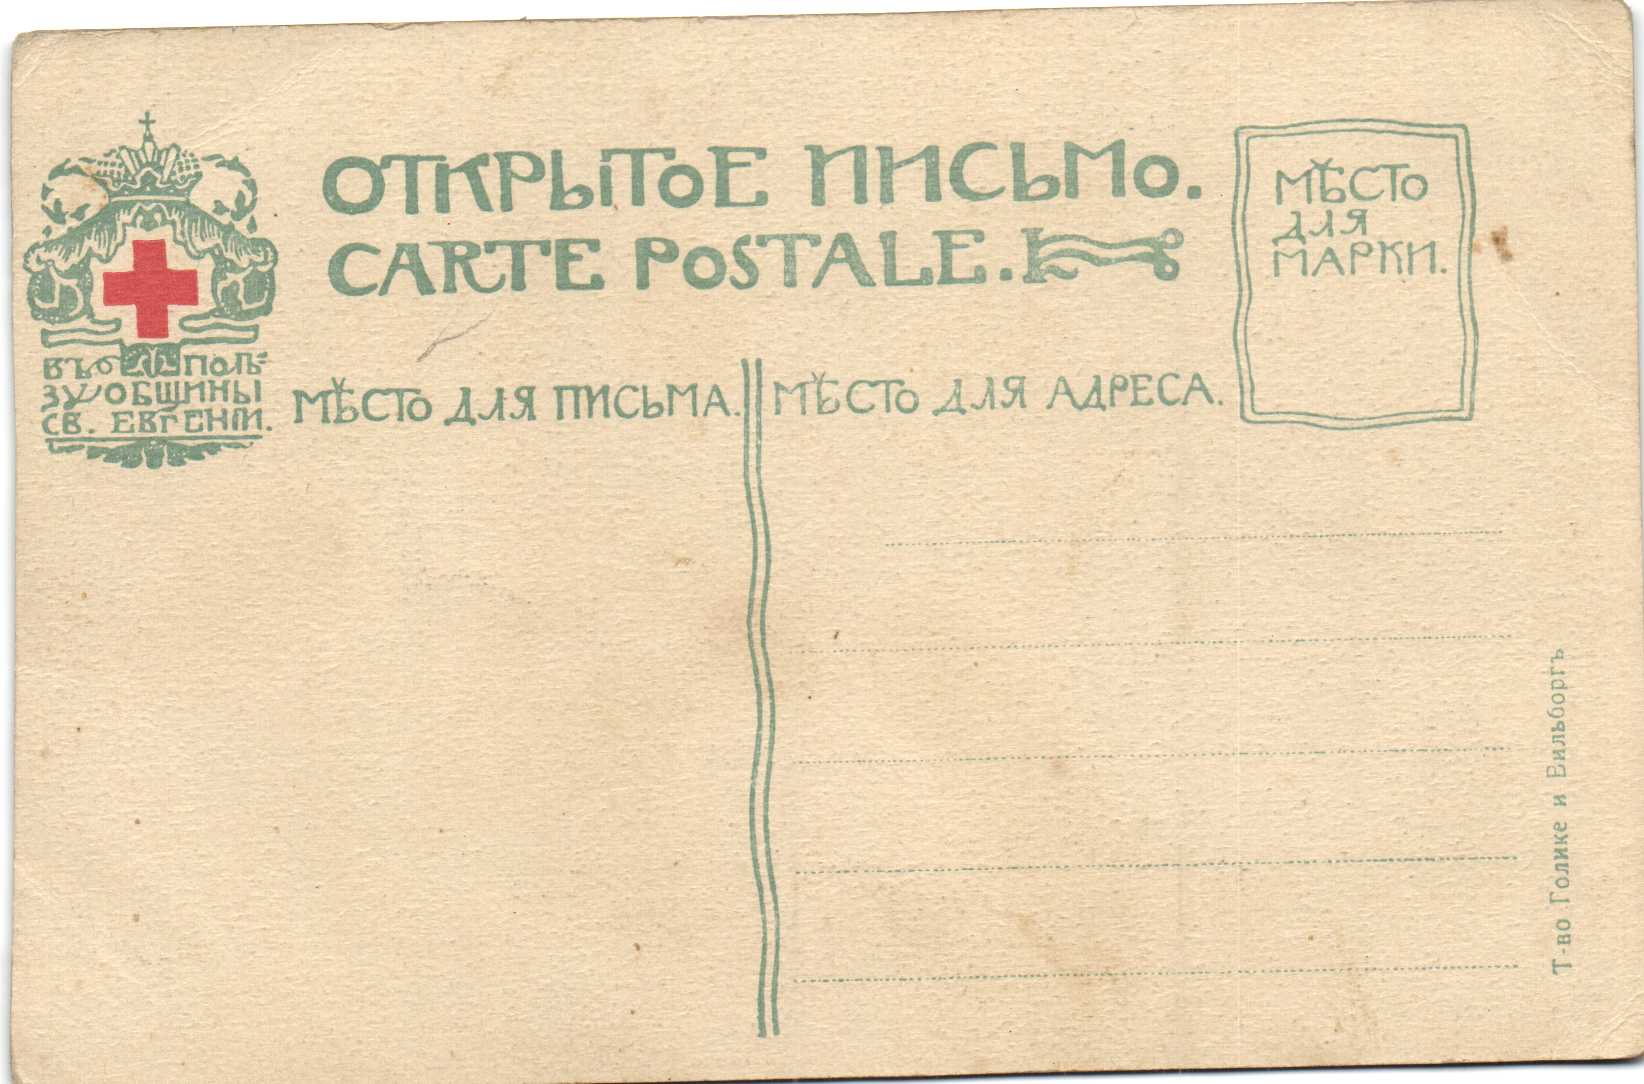 ОТКРЫТОЕ ПИСЬМО.
CARTE POSTALE.
МѢСТО
ДЛЯ
МАРКИ.
ВЪ ПОЛЬ-
ЗУ ОБЩИНЫ
СВ. ЕВГЕНІИ.
МѢСТО ДЛЯ ПИСЬМА.
МѢСТО ДЛЯ АДРЕСА.
Т-во Голике и Вильборгъ